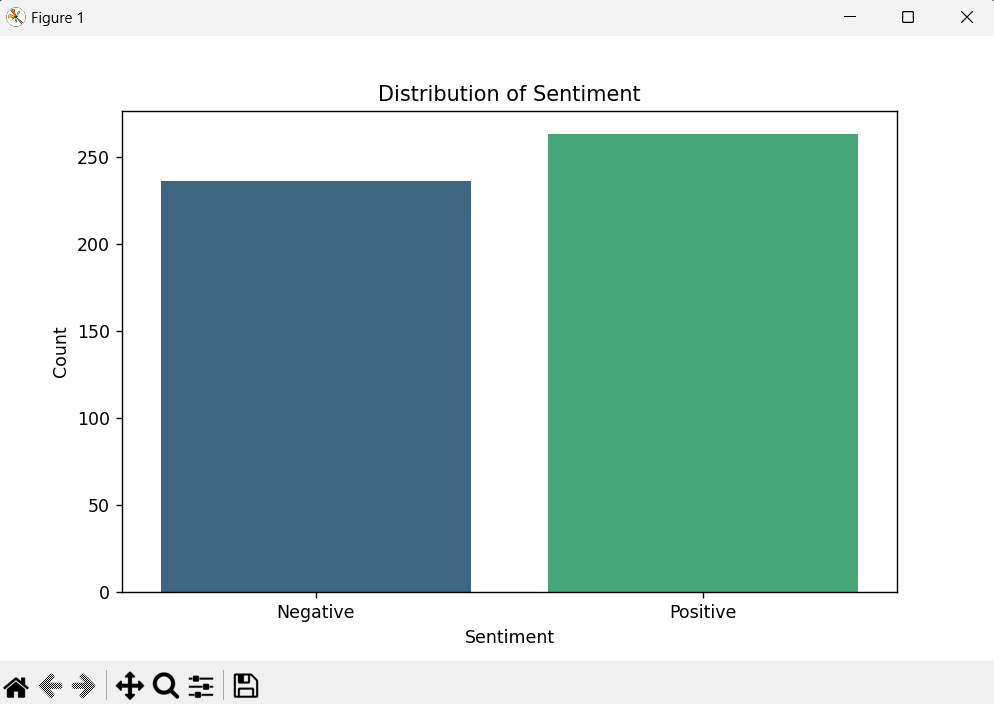 Figure 1
Distribution of Sentiment
250
200
150
100
50
0
Count
Negative Positive
Sentiment